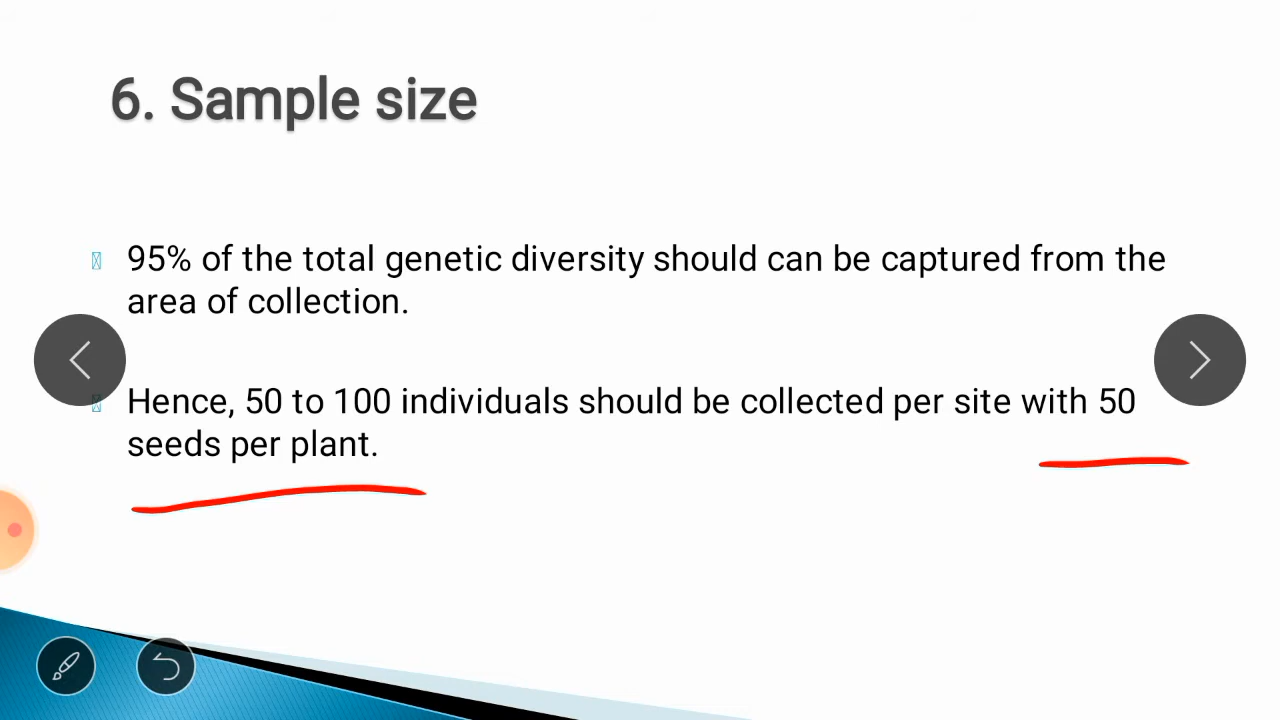 6. Sample size
95% of the total genetic diversity should can be captured from the
area of collection.
Hence, 50 to 100 individuals should be collected per site with 50
seeds per plant.